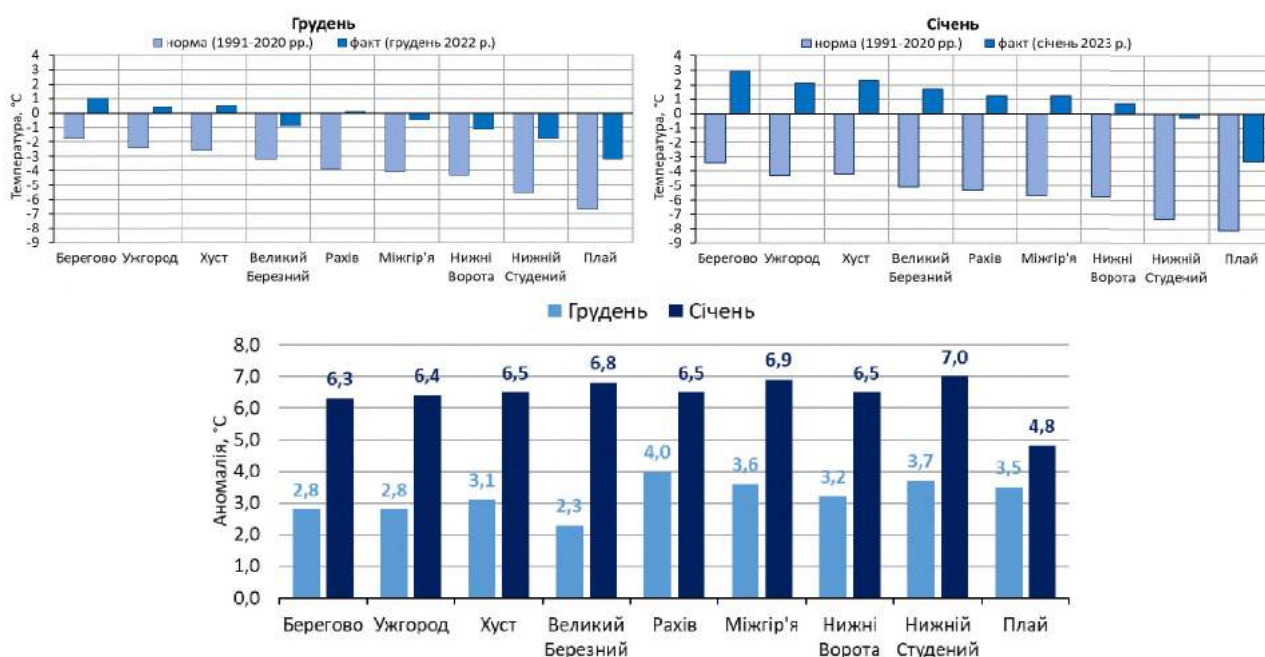 Грудень
норма (1991-2020 рр.) факт (грудень 2022 р.)
Температура, °С
4
3
2
1
0
-1
-2
-3
-4
-5
-6
-7
-8
-9
Берегово Ужгород Хуст Великий Березний Рахів Міжгір'я Нижні Ворота Нижній Студений Плай
Січень
норма (1991-2020 рр.) факт (січень 2023 р.)
Температура, °С
4
3
2
1
0
-1
-2
-3
-4
-5
-6
-7
-8
-9
Берегово Ужгород Хуст Великий Березний Рахів Міжгір'я Нижні Ворота Нижній Студений Плай
Грудень Січень
Аномалія, °С
8,0
7,0
6,0
5,0
4,0
3,0
2,0
1,0
0,0
2,8 6,3 2,8 6,4 3,1 6,5 2,3 6,8 4,0 6,5 3,6 6,9 3,2 6,5 3,7 7,0 3,5 4,8
Берегово Ужгород Хуст Великий Рахів Міжгір'я Нижні Нижній Плай
Березний Ворота Студений